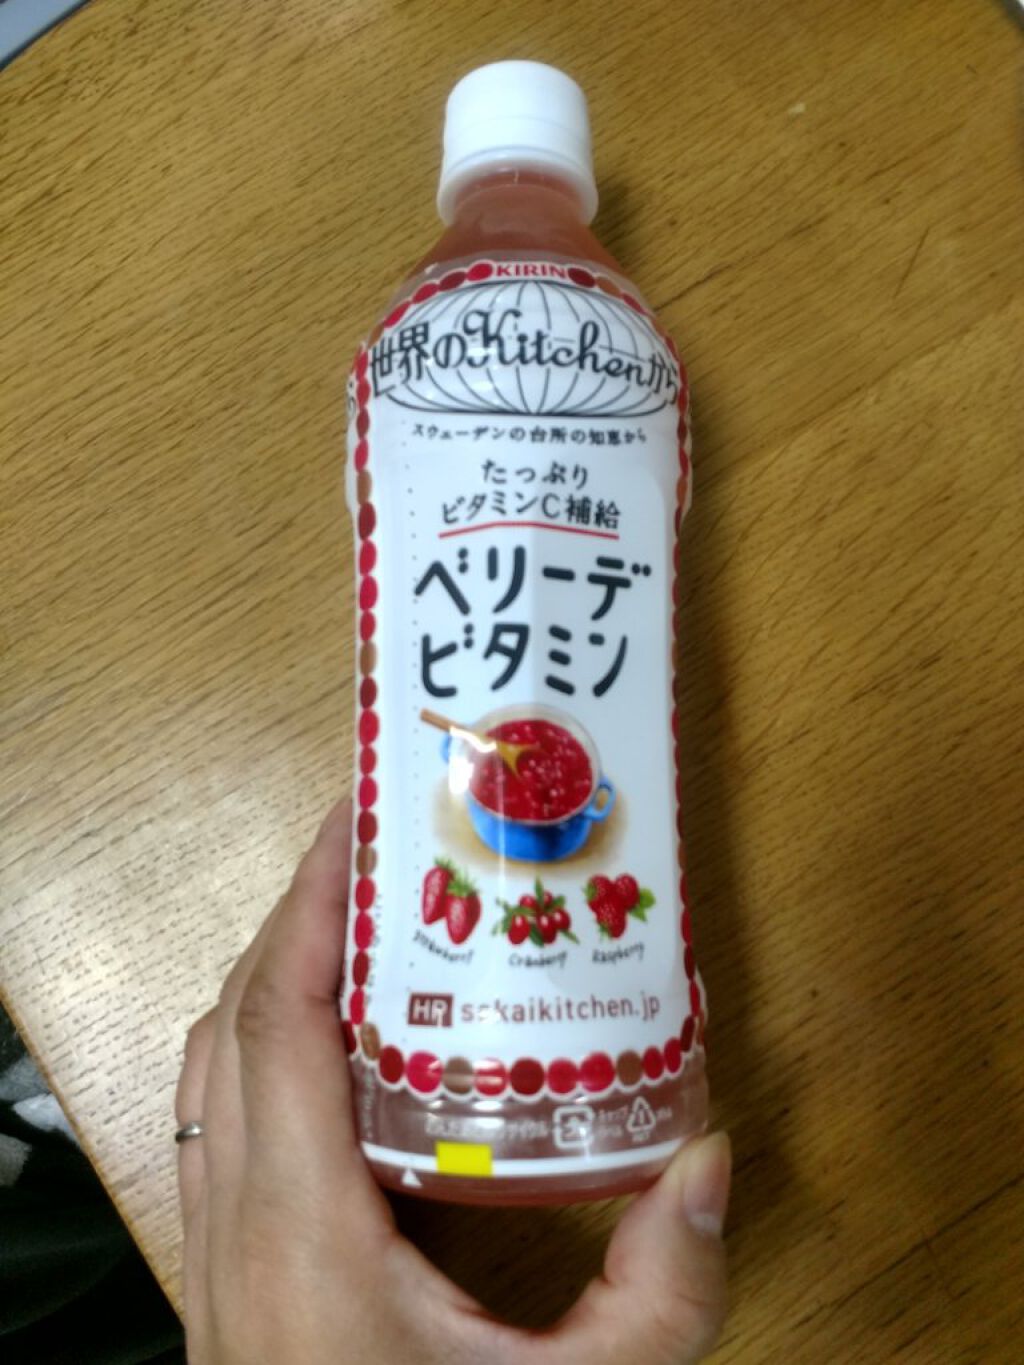 KIRIN
世界のKitchenから
スウェーデンの台所の知恵から
たっぷり
ビタミンC補給
ベリーデ
ビタミン
Strawberry Cranberry Raspberry
HP sekaikitchen.jp